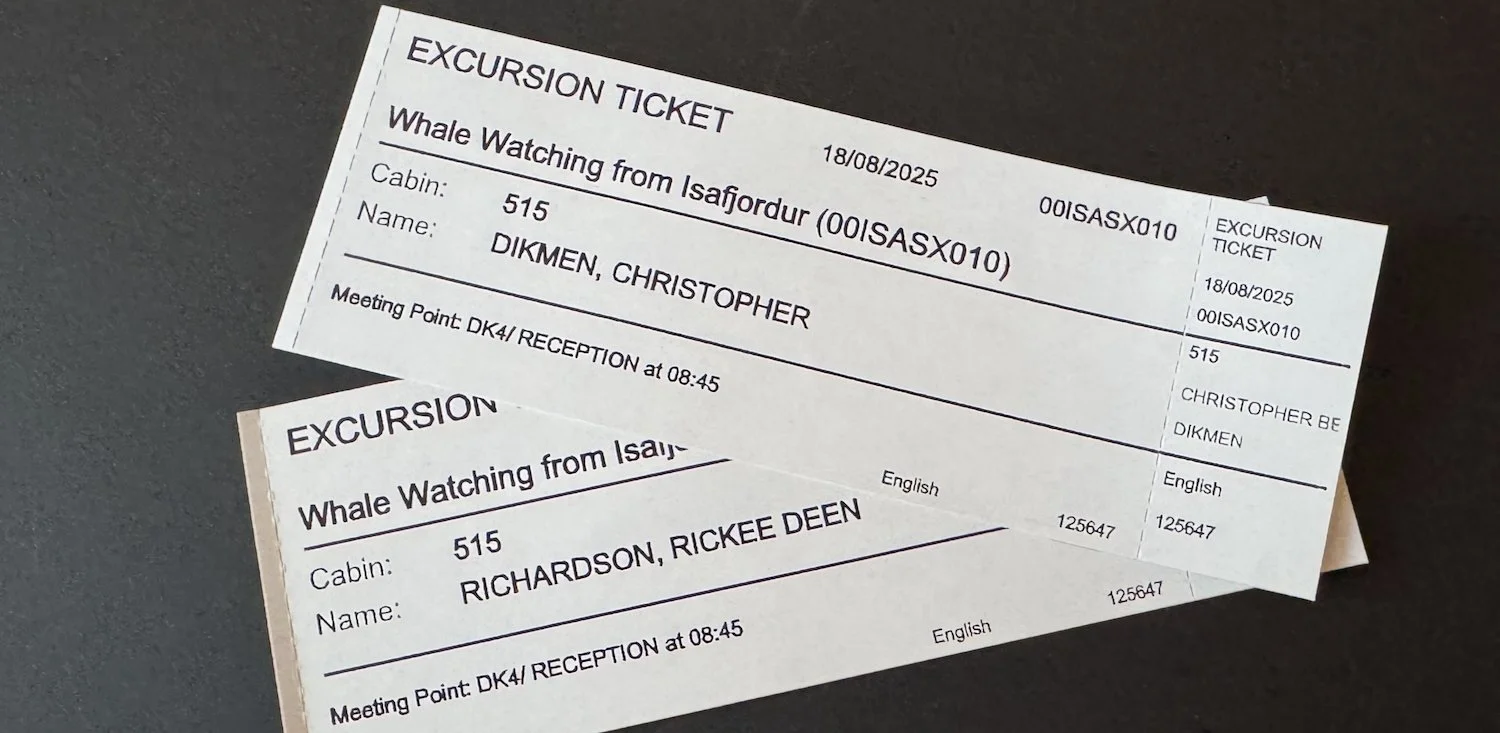 EXCURSION TICKET
18/08/2025
00ISASX010
Whale Watching from Isafjordur (00ISASX010)
Cabin: 515
Name: DIKMEN, CHRISTOPHER
Meeting Point: DK4/ RECEPTION at 08:45
English
125647
EXCURSION
TICKET
18/08/2025
00ISASX010
515
CHRISTOPHER BE
DIKMEN
English
125647
EXCURSION
Whale Watching from
Cabin: 515
Name: RICHARDSON, RICKEE DEEN
Meeting Point: DK4/ RECEPTION at 08:45
English
125647